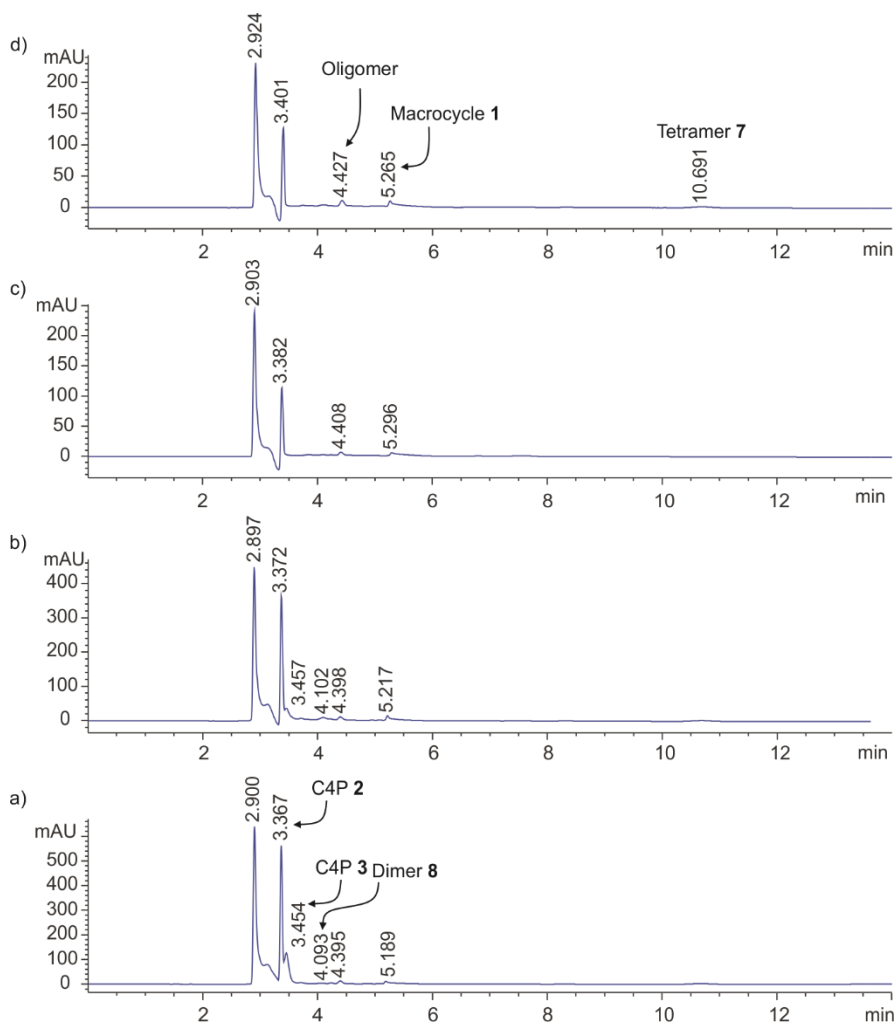 d)
mAU
200
150
100
50
0
2.924
3.401
Oligomer
4.427
Macrocycle 1
5.265
Tetramer 7
10.691
2 4 6 8 10 12 min
c)
mAU
200
150
100
50
0
2.903
3.382
4.408
5.296
2 4 6 8 10 12 min
b)
mAU
400
300
200
100
0
2.897
3.372
3.457
4.102
4.398
5.217
2 4 6 8 10 12 min
a)
mAU
500
400
300
200
100
0
2.900
3.367
C4P 2
C4P 3
3.454
Dimer 8
4.093
4.395
5.189
2 4 6 8 10 12 min